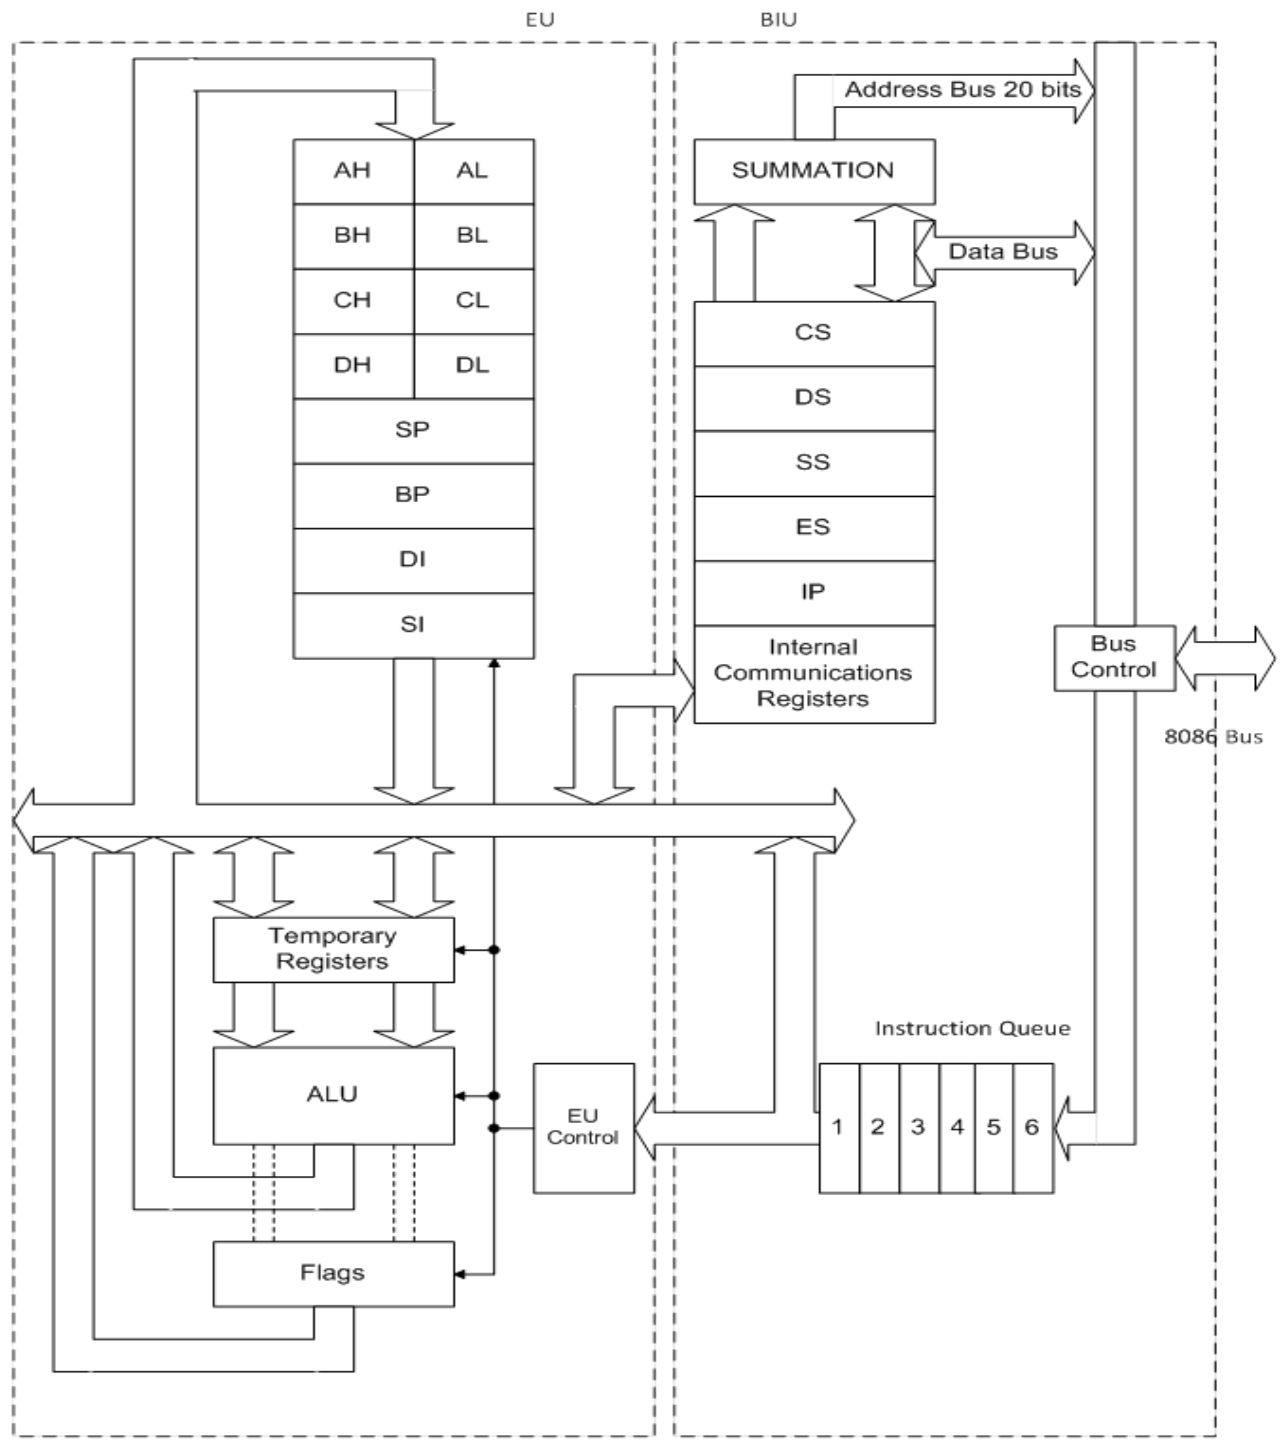 EU
BIU
Address Bus 20 bits
AH AL
SUMMATION
BH BL
Data Bus
CH CL
CS
DH DL
DS
SP
SS
BP
ES
DI
IP
SI
Internal
Communications
Registers
Bus
Control
8086 Bus
Temporary
Registers
Instruction Queue
ALU
EU
Control
1 2 3 4 5 6
Flags